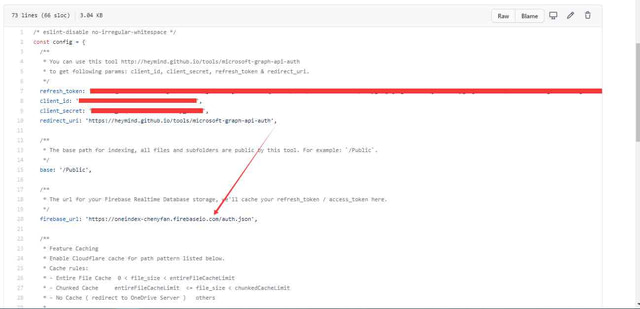 73 lines (66 sloc) 3.04 KB Raw Blame
1 /* eslint-disable no-irregular-whitespace */
2 const config = {
3 /**
4 * You can use this tool http://heymind.github.io/tools/microsoft-graph-api-auth
5 * to get following params: client_id, client_secret, refresh_token & redirect_uri.
6 */
7 refresh_token:
8 client_id: '',
9 client_secret: '',
10 redirect_uri: 'https://heymind.github.io/tools/microsoft-graph-api-auth',
11
12 /**
13 * The base path for indexing, all files and subfolders are public by this tool. For example: `/Public`.
14 */
15 base: '/Public',
16
17 /**
18 * The url for your Firebase Realtime Database storage, 'll cache your refresh_token / access_token here.
19 */
20 firebase_url: 'https://oneindex-chenyfan.firebaseio.com/auth.json',
21
22 /**
23 * Feature Caching
24 * Enable Cloudflare cache for path pattern listed below.
25 * Cache rules:
26 * - Entire File Cache 0 < file_size < entireFileCacheLimit
27 * - Chunked Cache entireFileCacheLimit <= file_size < chunkedCacheLimit
28 * - No Cache ( redirect to OneDrive Server ) others